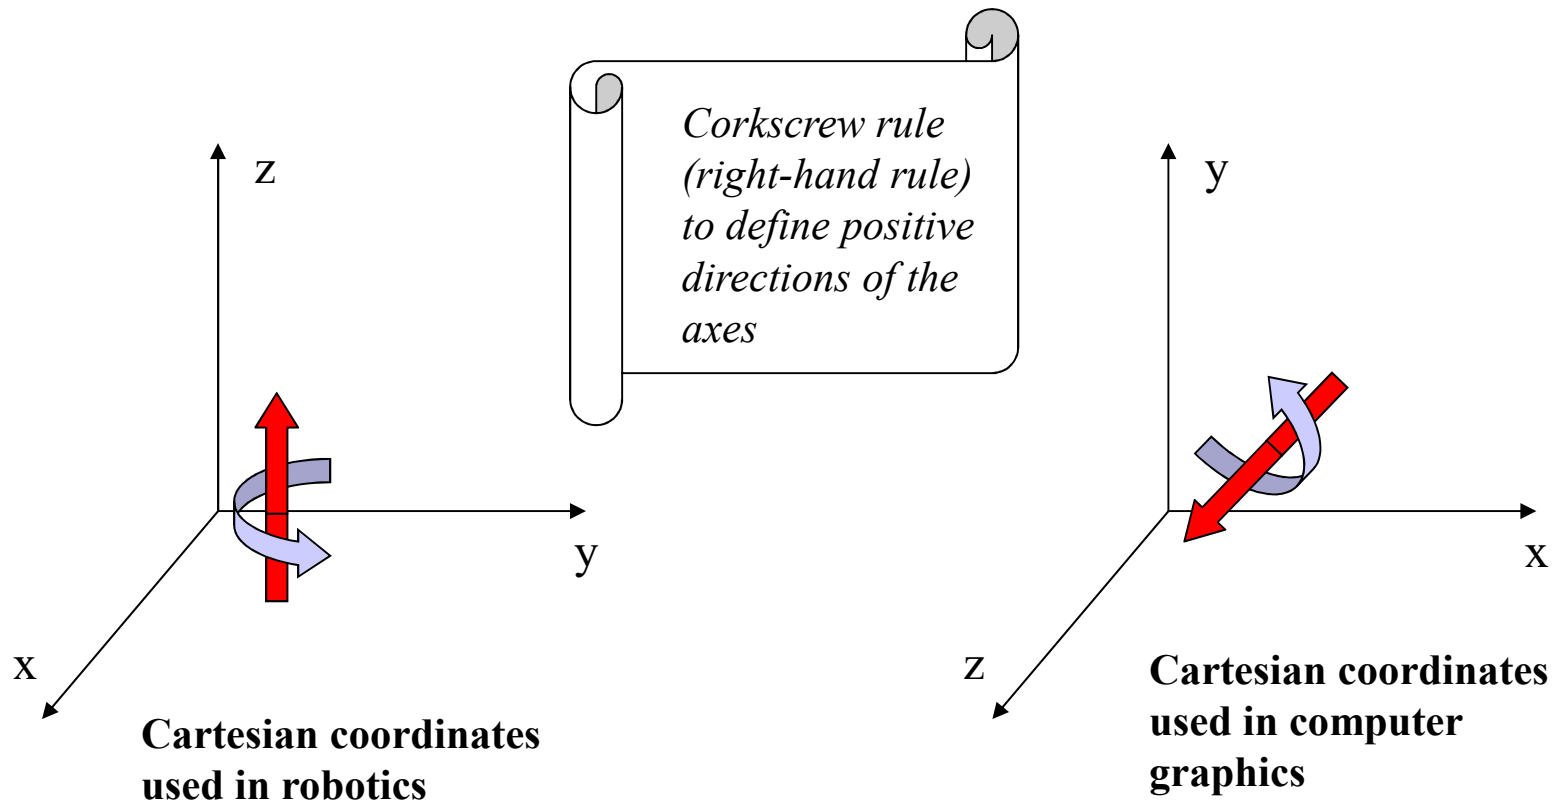 Corkscrew rule
(right-hand rule)
to define positive
directions of the
axes
z
y
x
Cartesian coordinates
used in robotics
y
x
z
Cartesian coordinates
used in computer
graphics